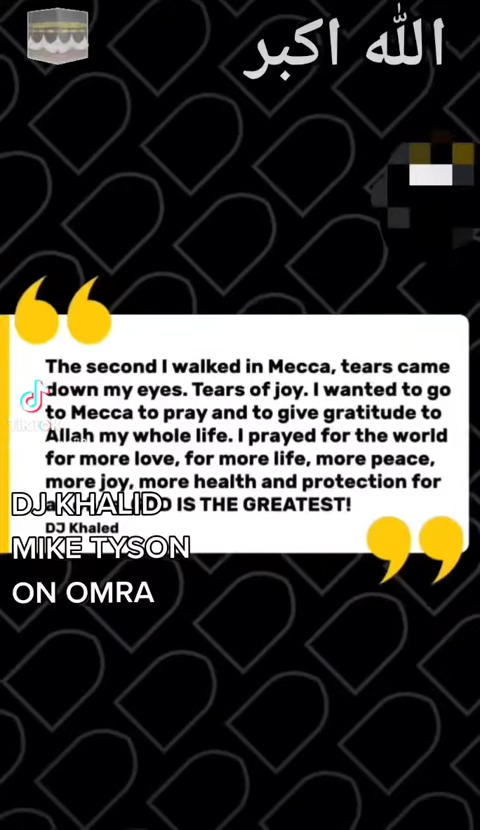 الله اكبر
The second I walked in Mecca, tears came
down my eyes. Tears of joy. I wanted to go
to Mecca to pray and to give gratitude to
Allah my whole life. I prayed for the world
for more love, for more life, more peace,
more joy, more health and protection for
IS THE GREATEST!
DJ Khaled
TikTok
DJ KHALID
MIKE TYSON
ON OMRA